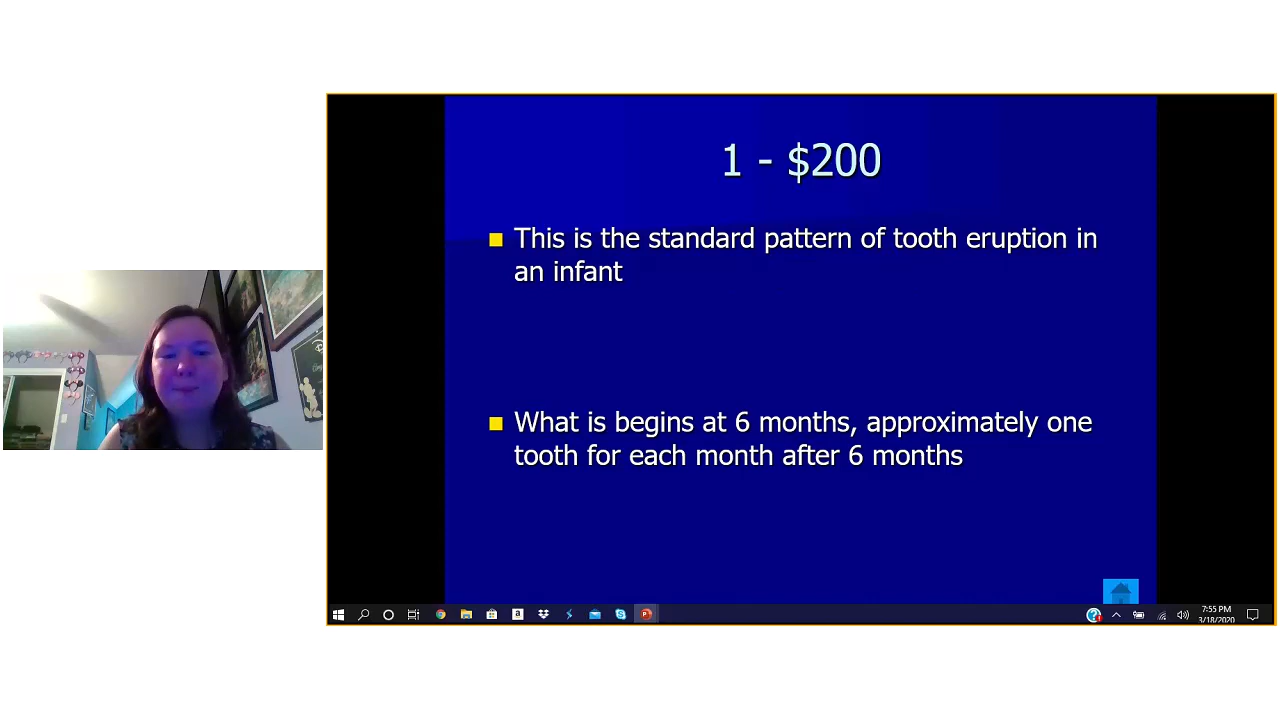 1 - $200
This is the standard pattern of tooth eruption in
an infant
What is begins at 6 months, approximately one
tooth for each month after 6 months
7:55 PM
3/18/2020